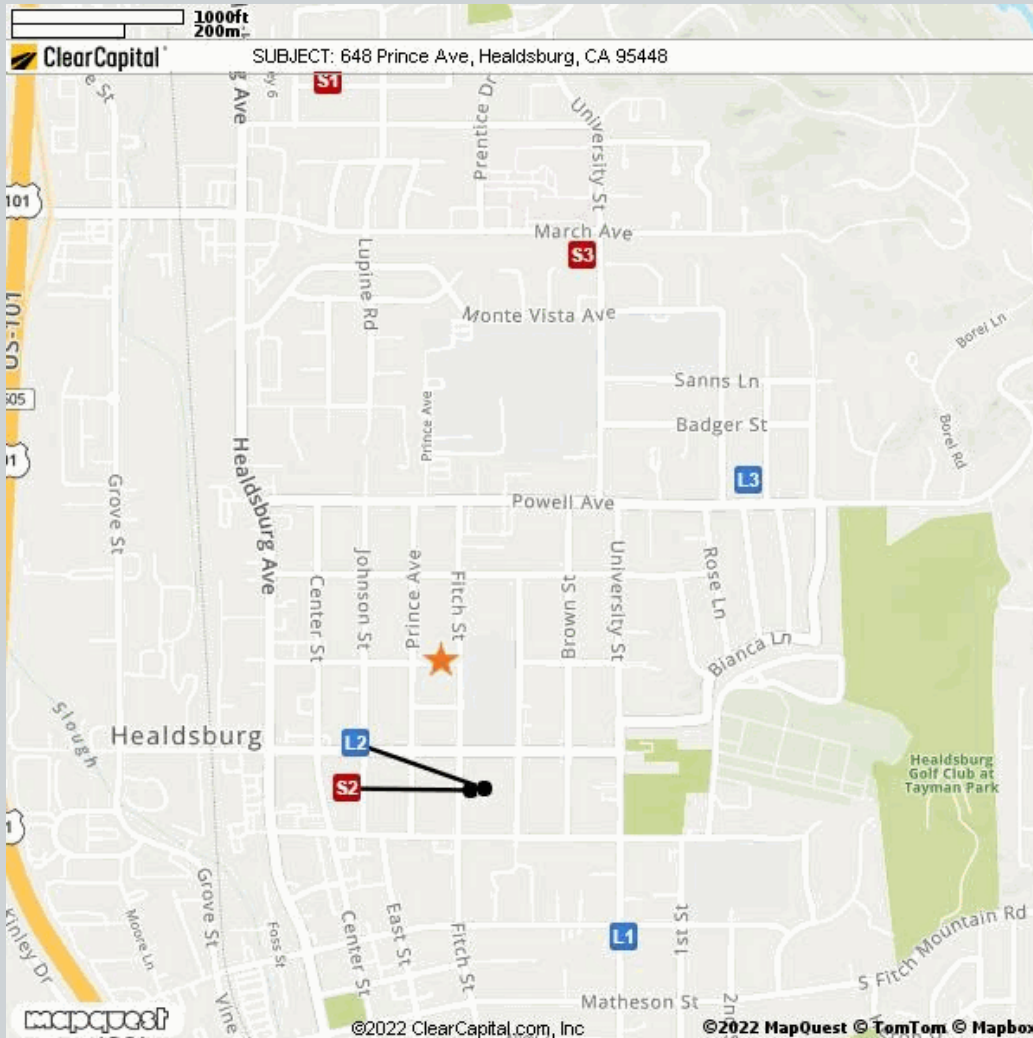 1000ft
200m
ClearCapital
SUBJECT: 648 Prince Ave, Healdsburg, CA 95448
S1
Prentice Dr
University St
101
March Ave
S3
Lupine Rd
Monte Vista Ave
US-101
Borel Ln
Sanns Ln
Prince Ave
Badger St
Borel Rd
Healdsburg Ave
L3
Grove St
Powell Ave
Center St
Johnson St
Prince Ave
Fitch St
Brown St
University St
Rose Ln
Bianca Ln
Slough
Healdsburg
L2
S2
Healdsburg
Golf Club at
Tayman Park
Grove St
Moore Ln
Foss St
Center St
East St
Fitch St
L1
1st St
S Fitch Mountain Rd
Kinley Dr
Vine
Matheson St
mapquest
©2022 ClearCapital.com, Inc
©2022 MapQuest © TomTom © Mapbox